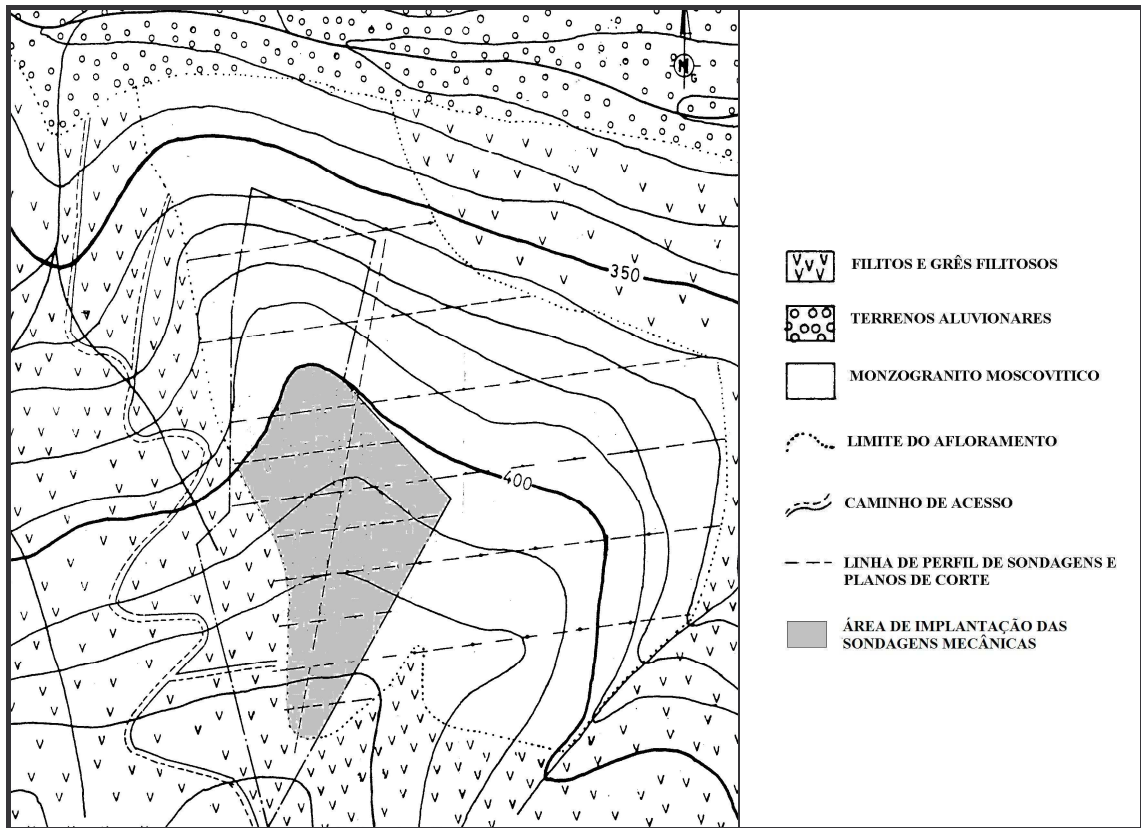 N
G
350
400
FILITOS E GRÊS FILITOSOS
TERRENOS ALUVIONARES
MONZOGRANITO MOSCOVITICO
LIMITE DO AFLORAMENTO
CAMINHO DE ACESSO
LINHA DE PERFIL DE SONDAGENS E
PLANOS DE CORTE
ÁREA DE IMPLANTAÇÃO DAS
SONDAGENS MECÂNICAS